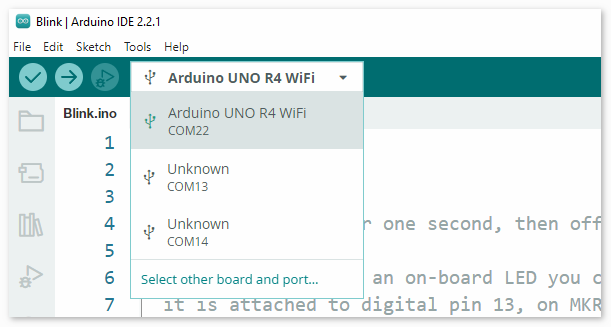 Blink | Arduino IDE 2.2.1
File Edit Sketch Tools Help
Arduino UNO R4 WiFi
Blink.ino
Arduino UNO R4 WiFi
COM22
Unknown
COM13
Unknown
COM14
Select other board and port...
1
2
3
4 one second, then off
5
6 an on-board LED you
7 it is attached to digital pin 13, on MKR